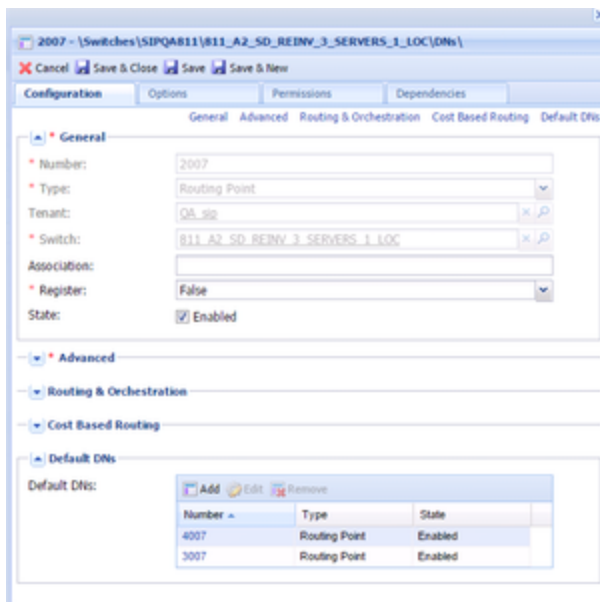 2007 - \Switches\SIPQA811\811_A2_SD_REINV_3_SERVERS_1_LOC\DNs\
Cancel Save & Close Save Save & New
Configuration Options Permissions Dependencies
General Advanced Routing & Orchestration Cost Based Routing Default DNs
* General
* Number: 2007
* Type: Routing Point
Tenant: QA_sip
* Switch: 811_A2_SD_REINV_3_SERVERS_1_LOC
Association:
* Register: False
State: Enabled
* Advanced
Routing & Orchestration
Cost Based Routing
Default DNs
Default DNs: Add Edit Remove
Number Type State
4007 Routing Point Enabled
3007 Routing Point Enabled